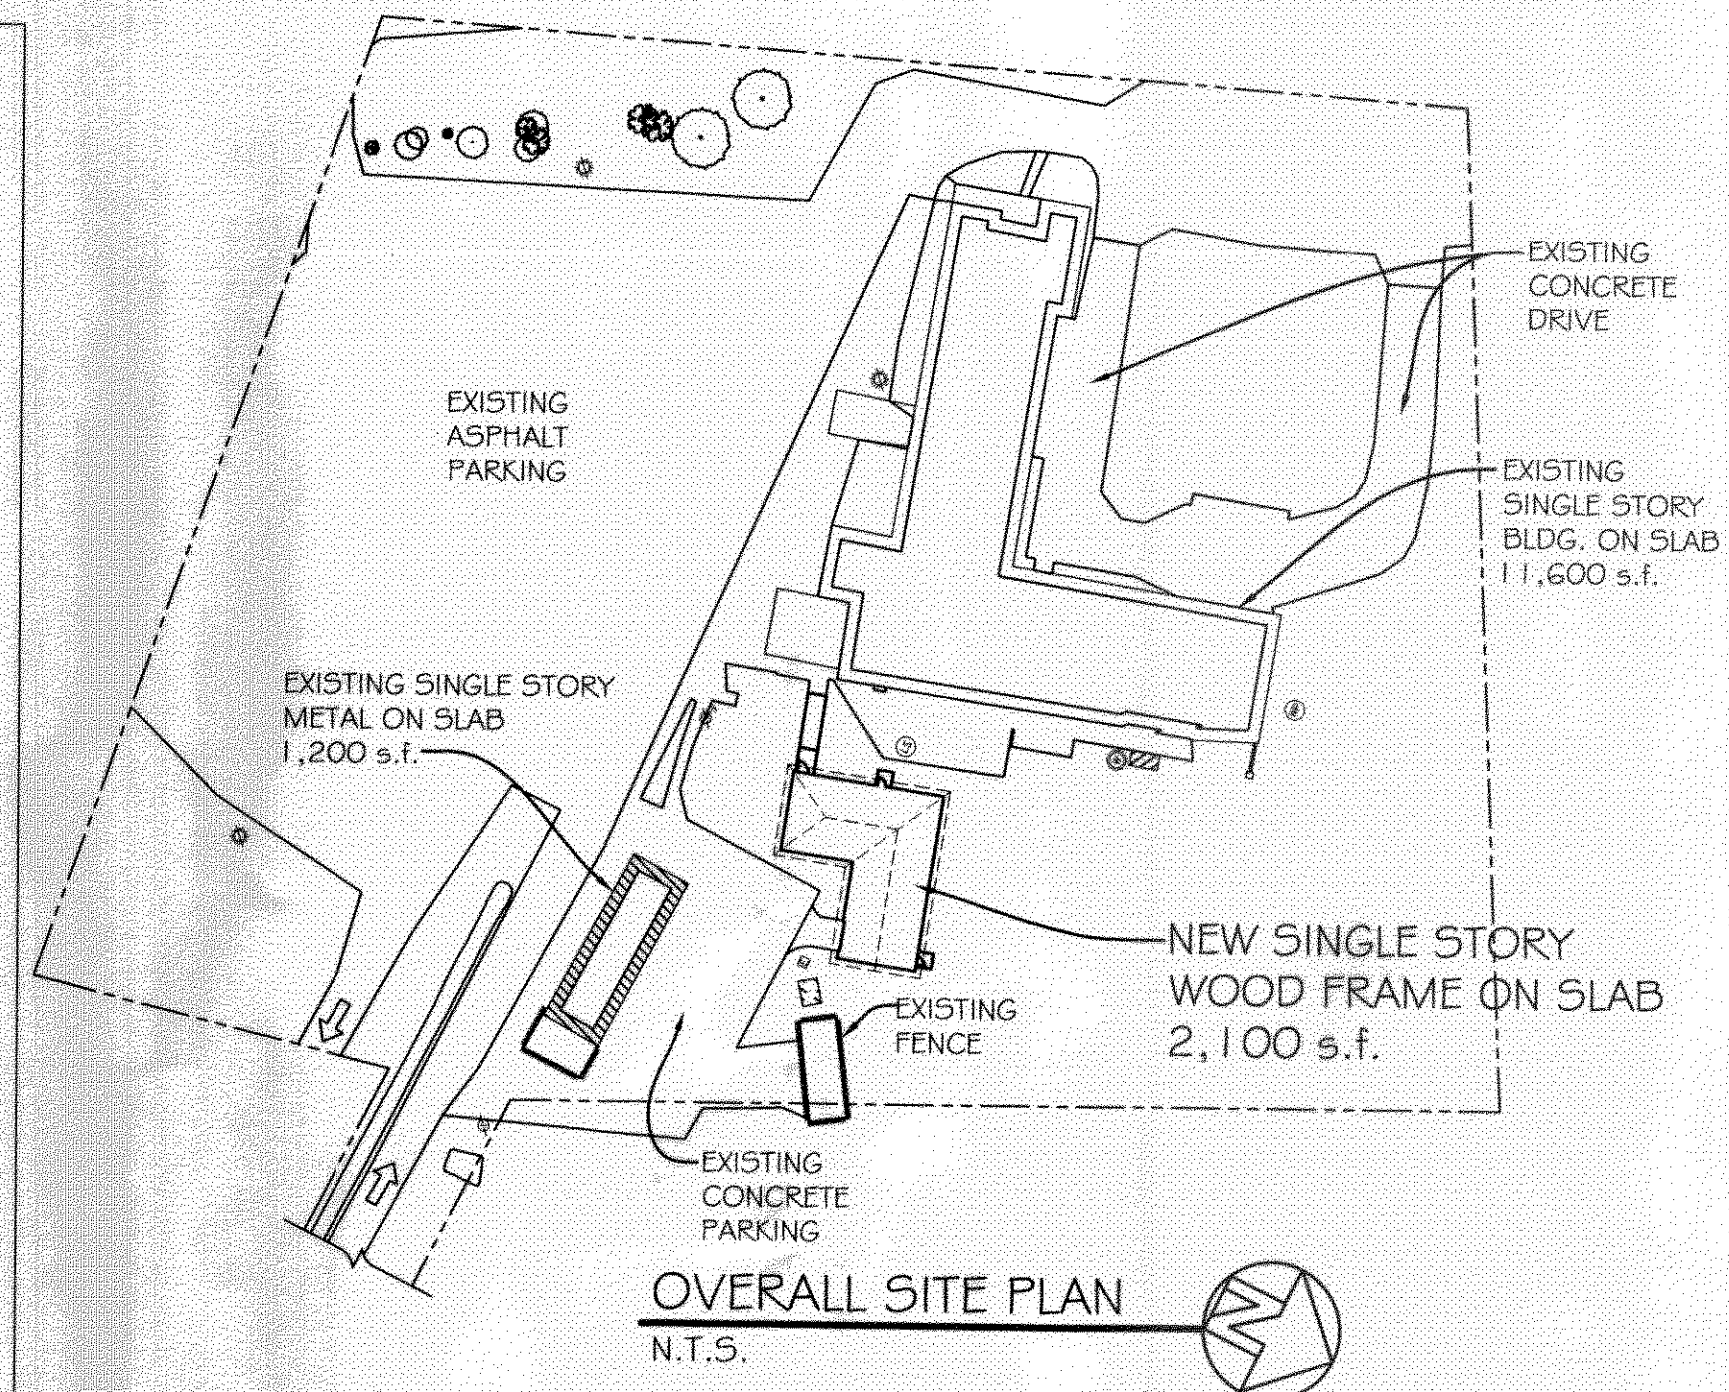 EXISTING
CONCRETE
DRIVE
EXISTING
ASPHALT
PARKING
EXISTING
SINGLE STORY
BLDG. ON SLAB
11,600 s.f.
EXISTING SINGLE STORY
METAL ON SLAB
1,200 s.f.
NEW SINGLE STORY
WOOD FRAME ON SLAB
2,100 s.f.
EXISTING
FENCE
EXISTING
CONCRETE
PARKING
OVERALL SITE PLAN
N.T.S.
N